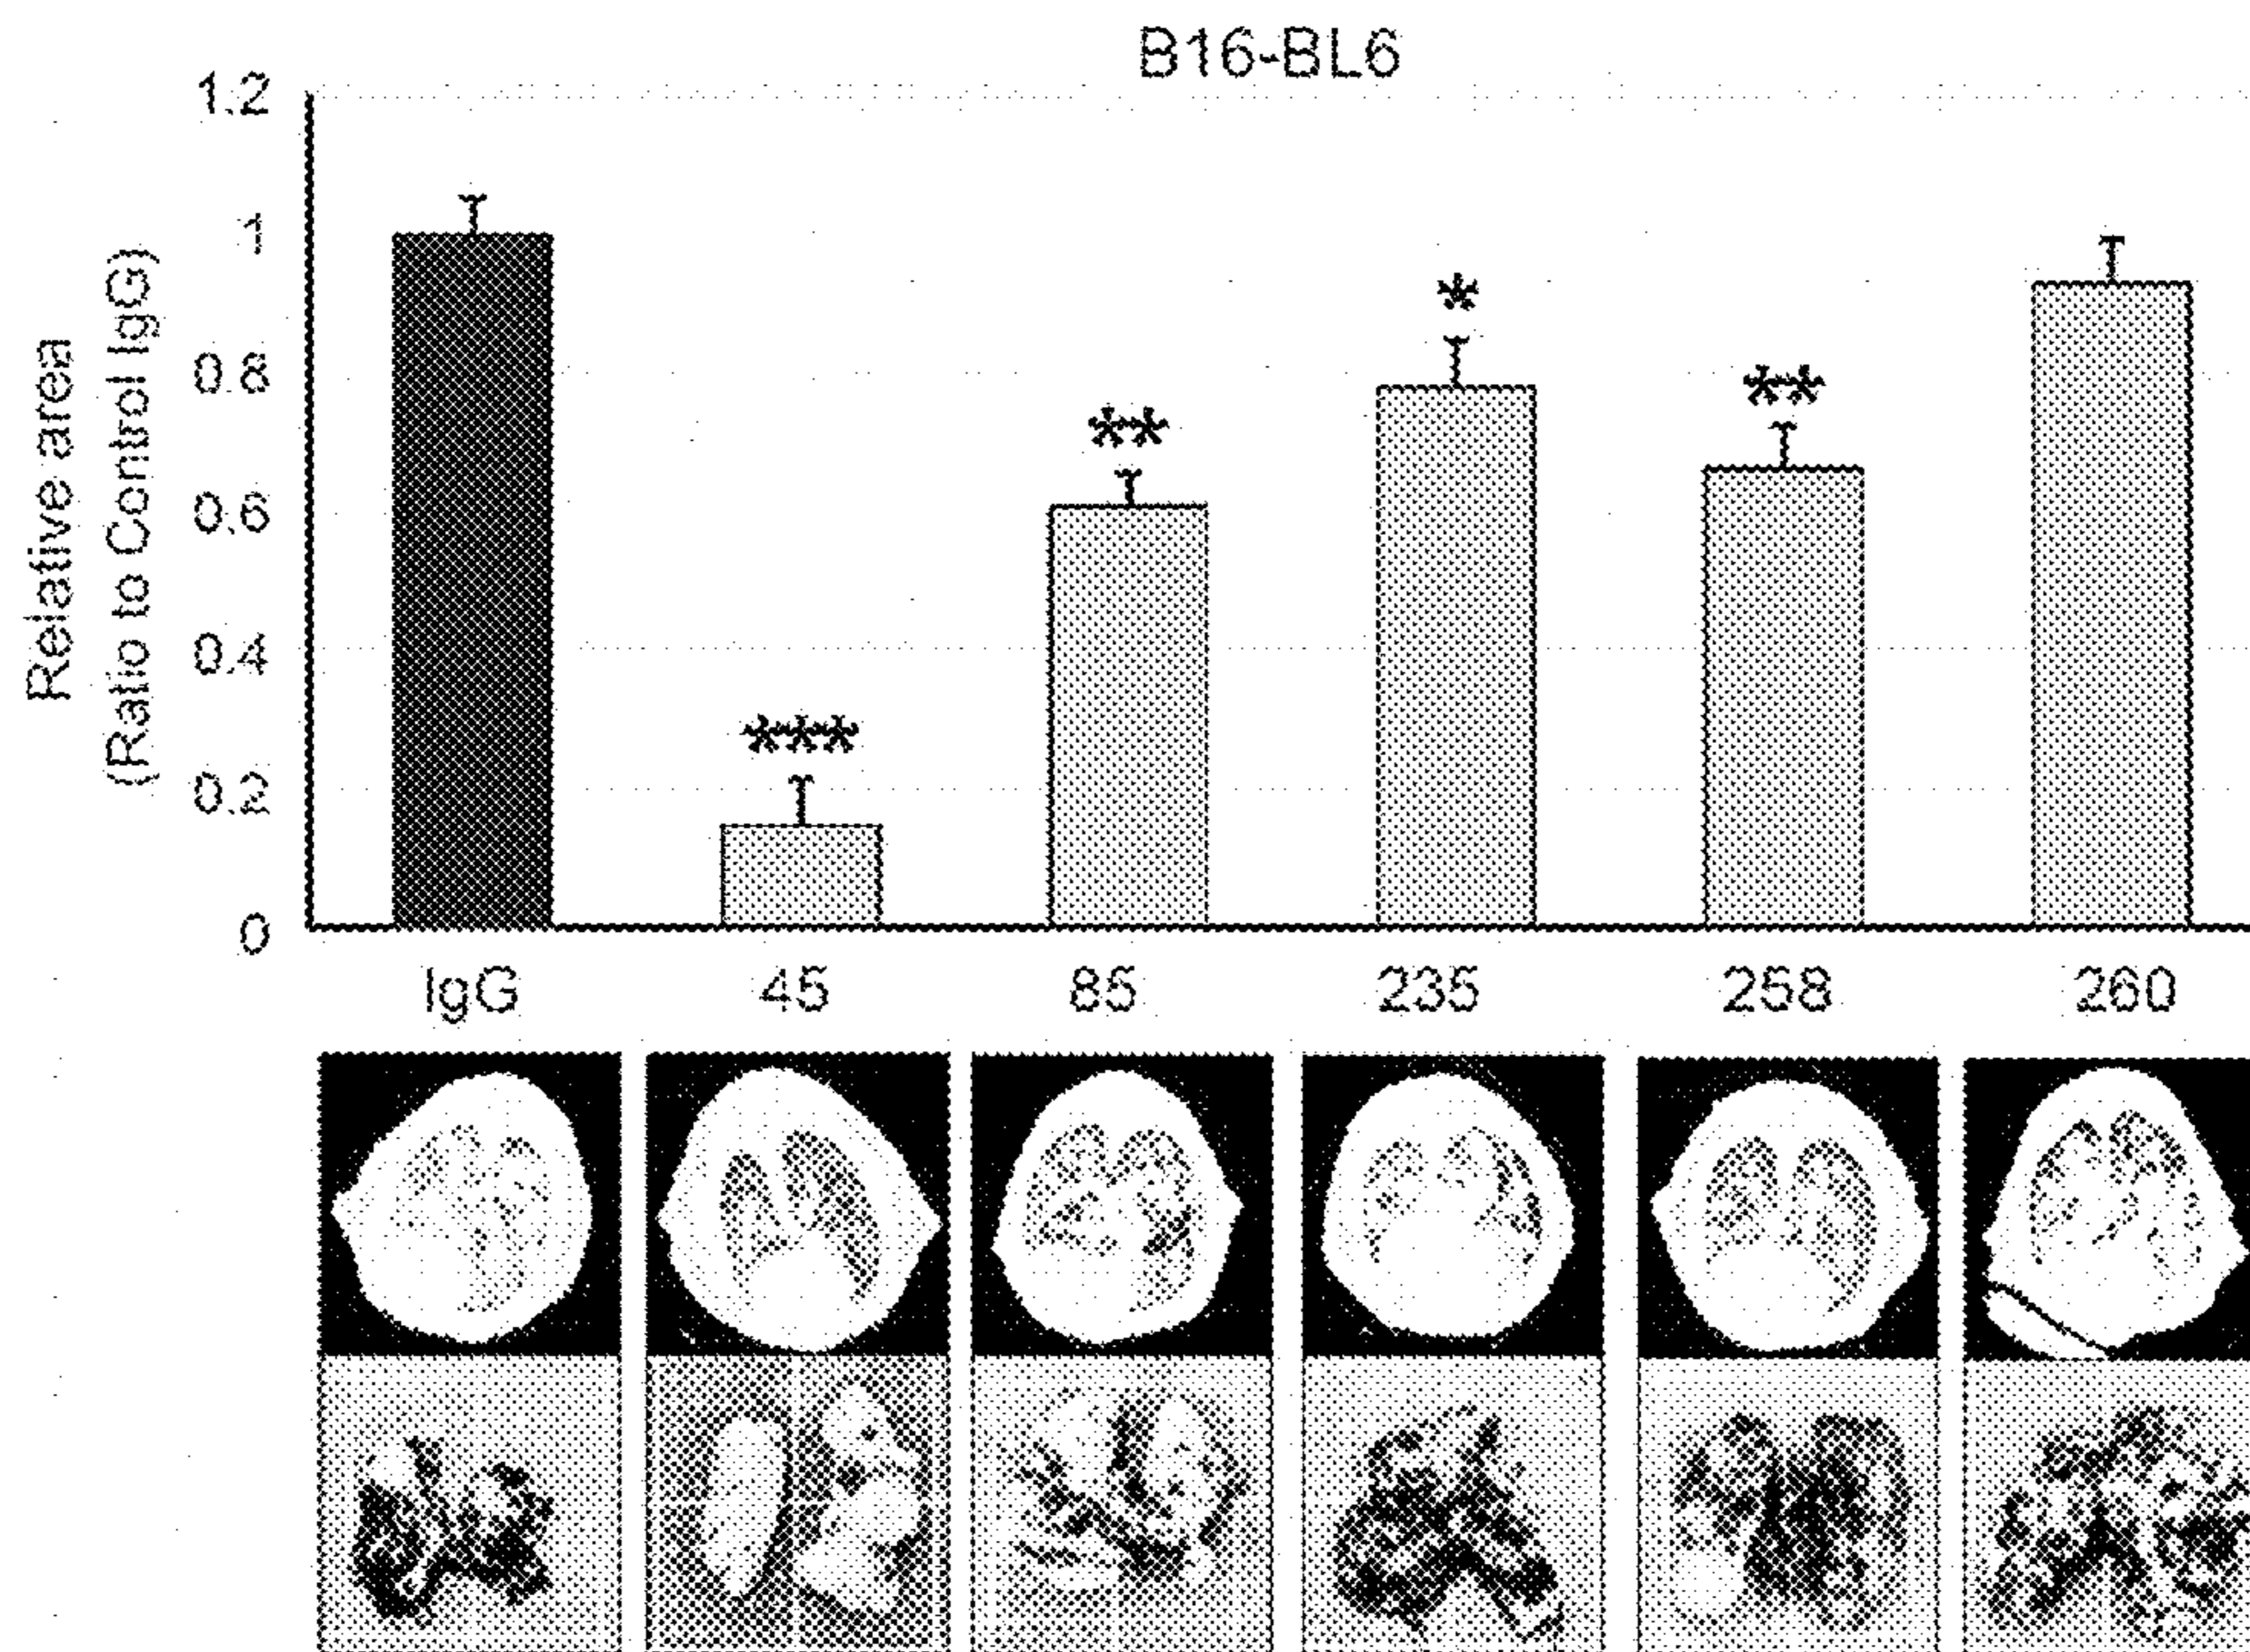 B16-BL6
1.2
1
0.8
0.6
0.4
0.2
0
Relative area
(Ratio to Control IgG)
***
**
*
**
IgG 45 85 235 258 260